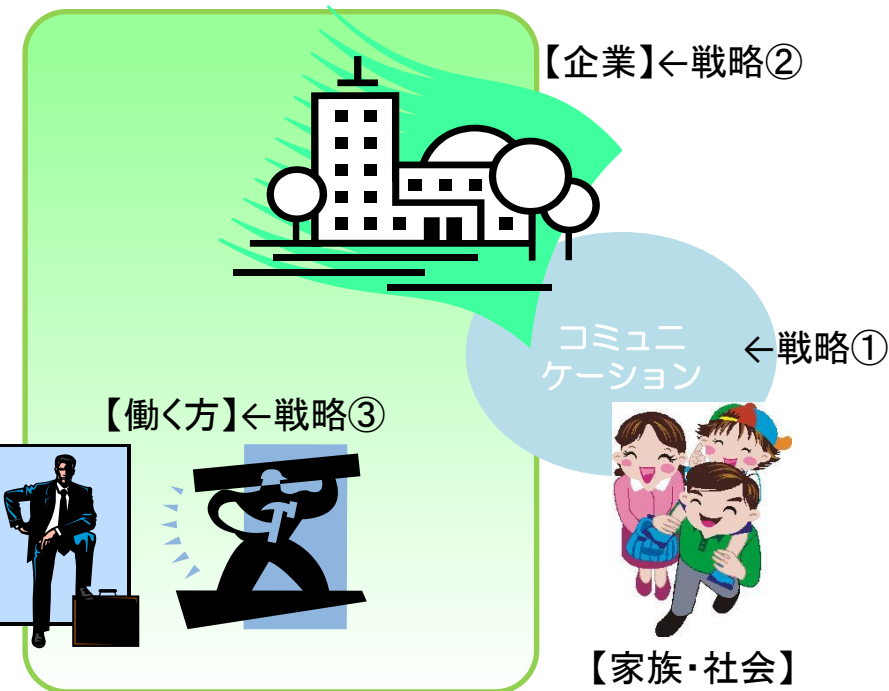 【企業】←戦略②
コミュニ
ケーション
←戦略①
【働く方】←戦略③
【家族・社会】